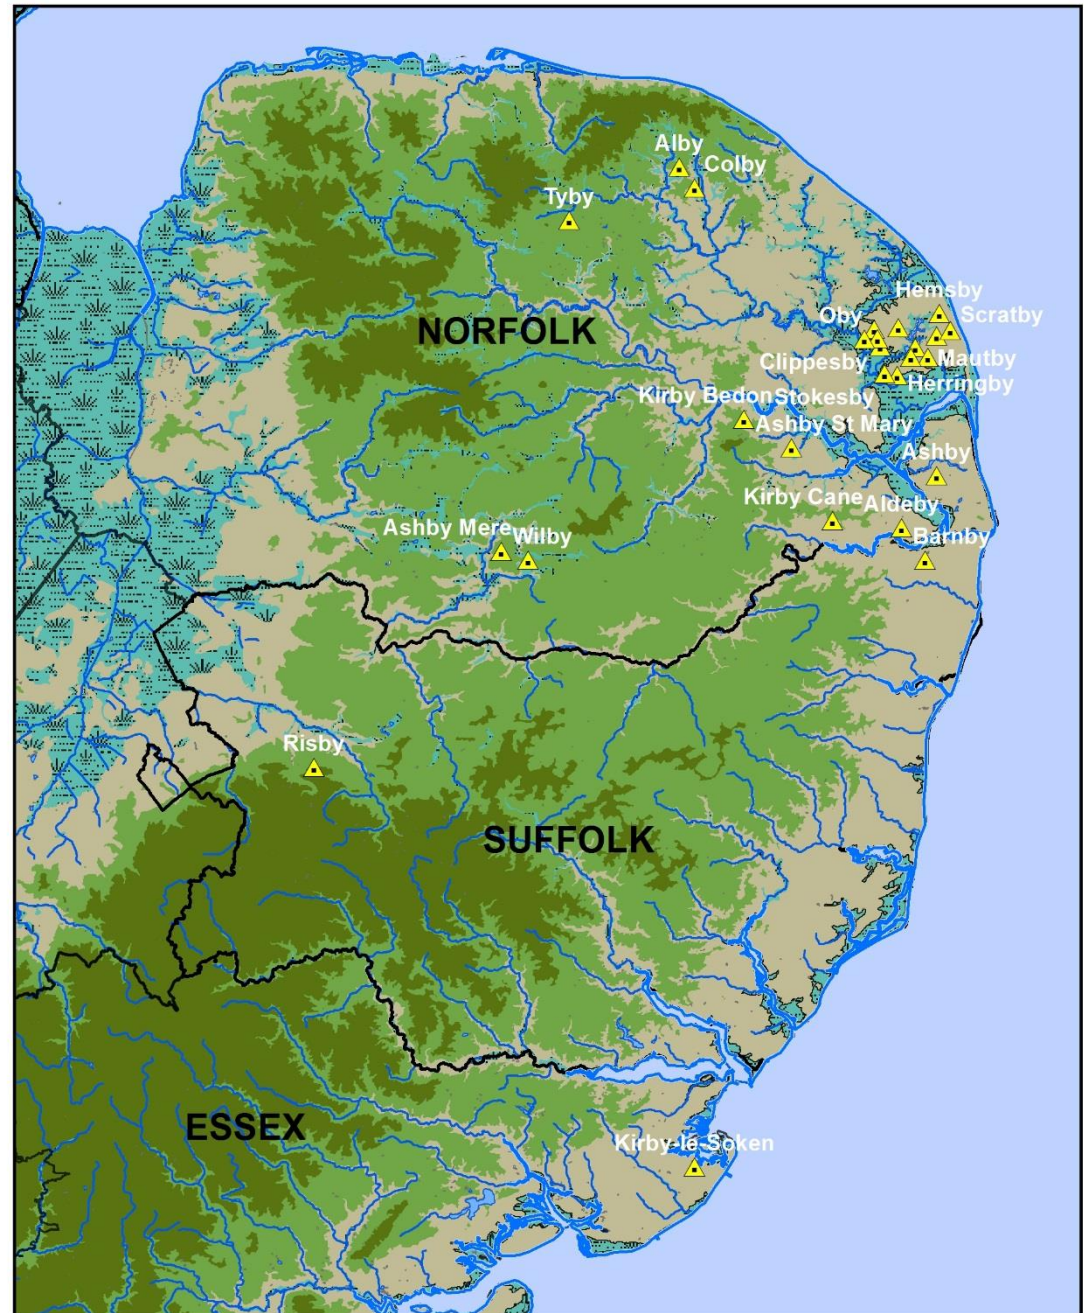 Alby
Colby
Tyby
Hemsby
Oby
Scratby
NORFOLK
Clippesby
Mautby
Herringby
Kirby Bedon
Stokesby
Ashby St Mary
Ashby
Kirby Cane
Aldeby
Ashby Mere
Wilby
Barnby
Risby
SUFFOLK
ESSEX
Kirby-le-Soken